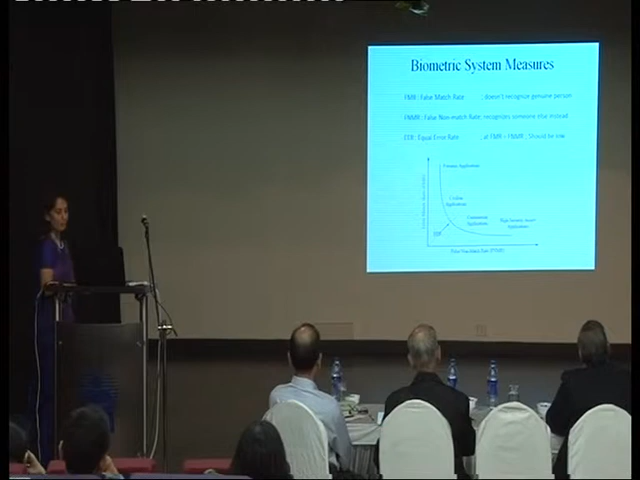 Biometric System Measures
FMR: False Match Rate : doesn't recognize genuine person
FNMR: False Non-match Rate: recognizes someone else instead
EER: Equal Error Rate : at FMR = FNMR ; Should be low
Forensic Applications
Civilian
Applications
Applications
High Security Access
Applications
EER
False Non-Match Rate (FNMR)